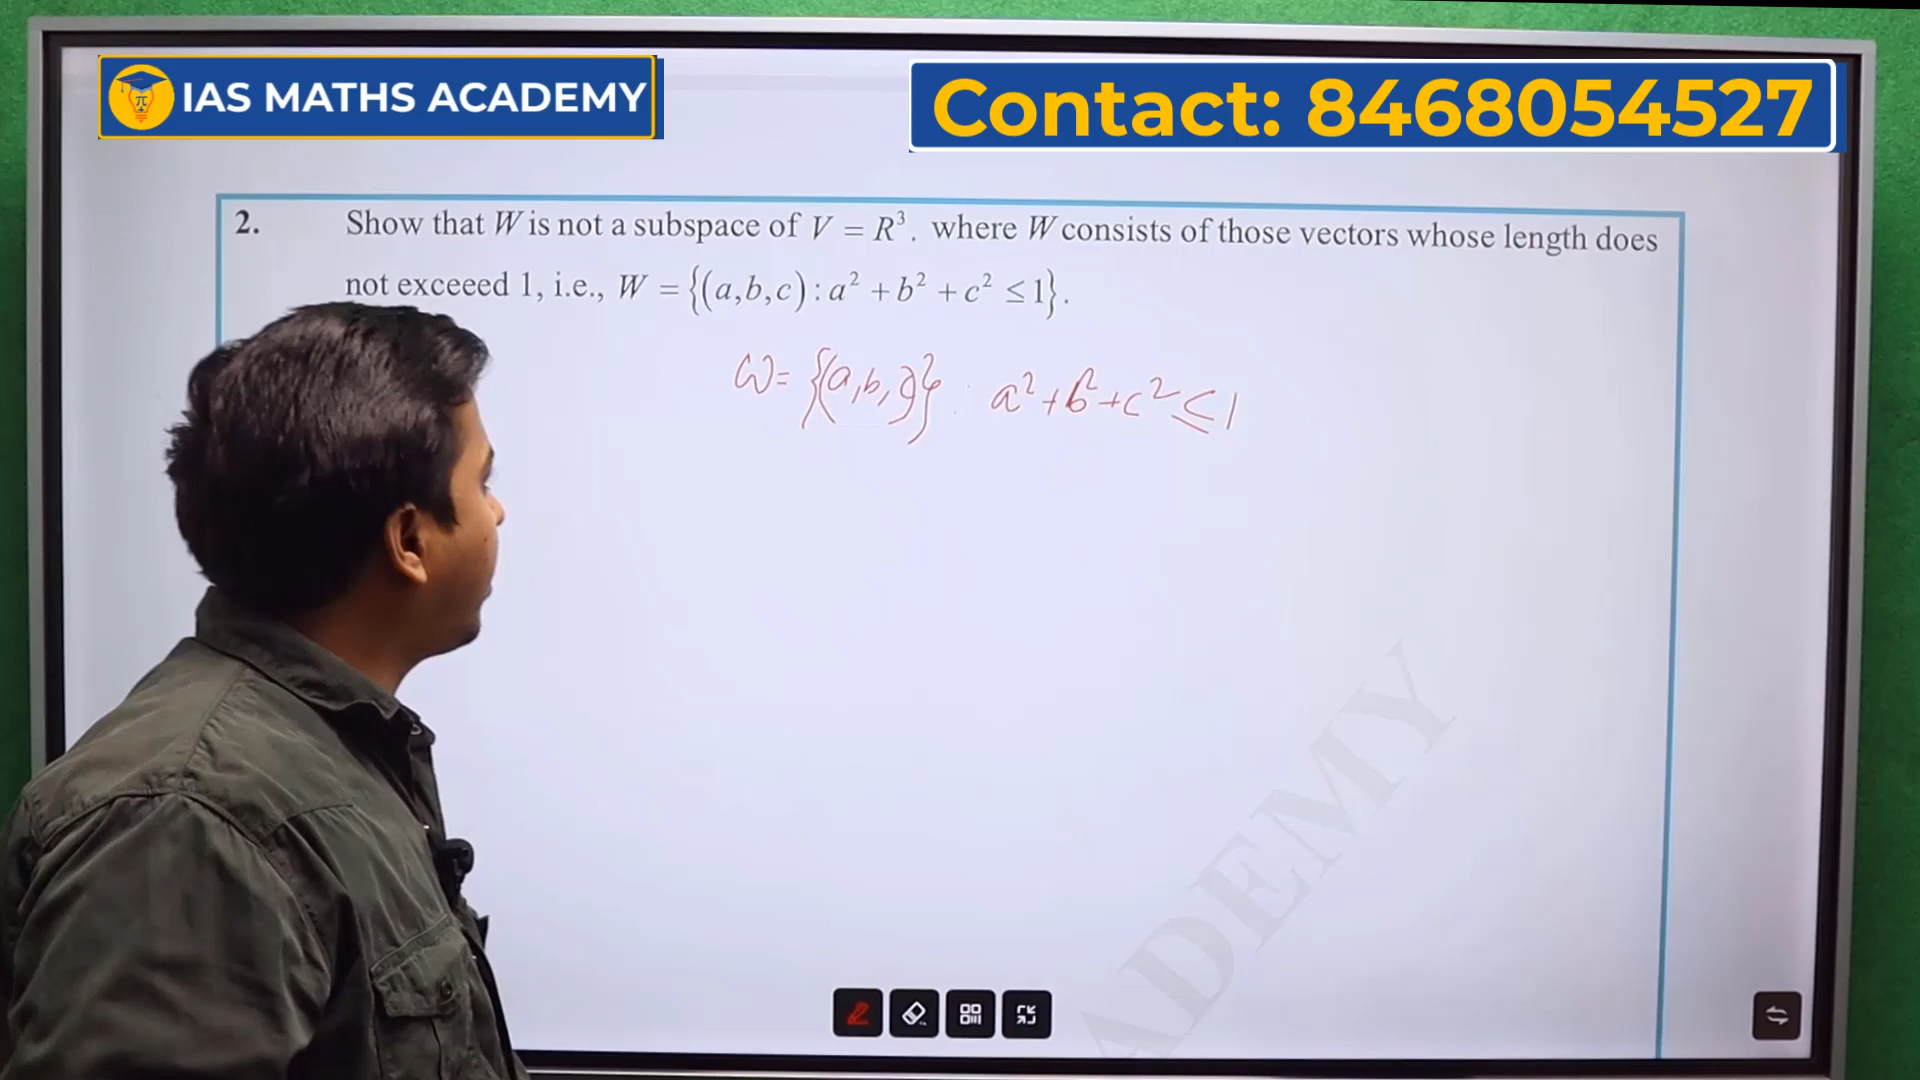 IAS MATHS ACADEMY
Contact: 8468054527
2. Show that W is not a subspace of V = R³. where W consists of those vectors whose length does
not exceeed 1, i.e., W = {(a,b,c) : a² + b² + c² ≤ 1}.
W = {(a, b, c)} : a² + b² + c² ≤ 1
ADEMY